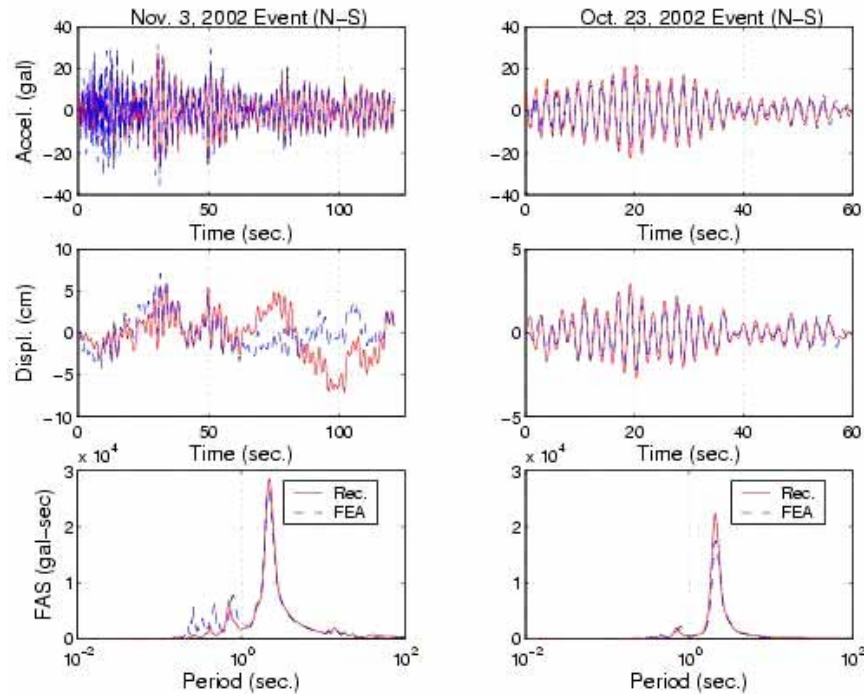 Nov. 3, 2002 Event (N-S)
Oct. 23, 2002 Event (N-S)
Accel. (gal)
40
20
0
-20
-40
0
50
100
Time (sec.)
40
20
0
-20
-40
0
20
40
60
Time (sec.)
Displ. (cm)
10
5
0
-5
-10
0
50
100
Time (sec.)
5
0
-5
0
20
40
60
Time (sec.)
FAS (gal-sec)
x 10^4
3
2
1
0
Rec.
FEA
10^-2
10^0
10^2
Period (sec.)
x 10^4
3
2
1
0
Rec.
FEA
10^-2
10^0
10^2
Period (sec.)